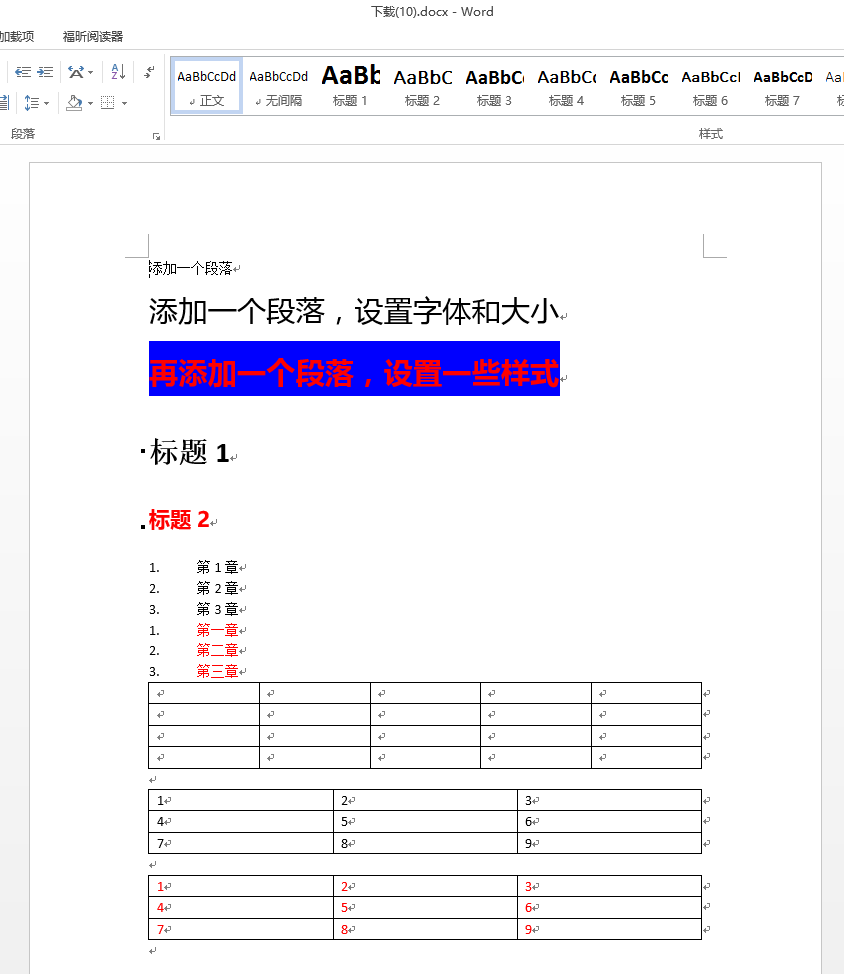 下载(10).docx - Word
加载项 福昕阅读器
AaBbCcDd AaBbCcDd AaBb AaBbC AaBbC AaBbC AaBbCc AaBbCcI AaBbCcD Aa
正文 无间隔 标题 1 标题 2 标题 3 标题 4 标题 5 标题 6 标题 7
段落 样式
添加一个段落
添加一个段落，设置字体和大小
再添加一个段落，设置一些样式
标题 1
标题 2
1. 第 1 章
2. 第 2 章
3. 第 3 章
1. 第一章
2. 第二章
3. 第三章
1 2 3
4 5 6
7 8 9
1 2 3
4 5 6
7 8 9